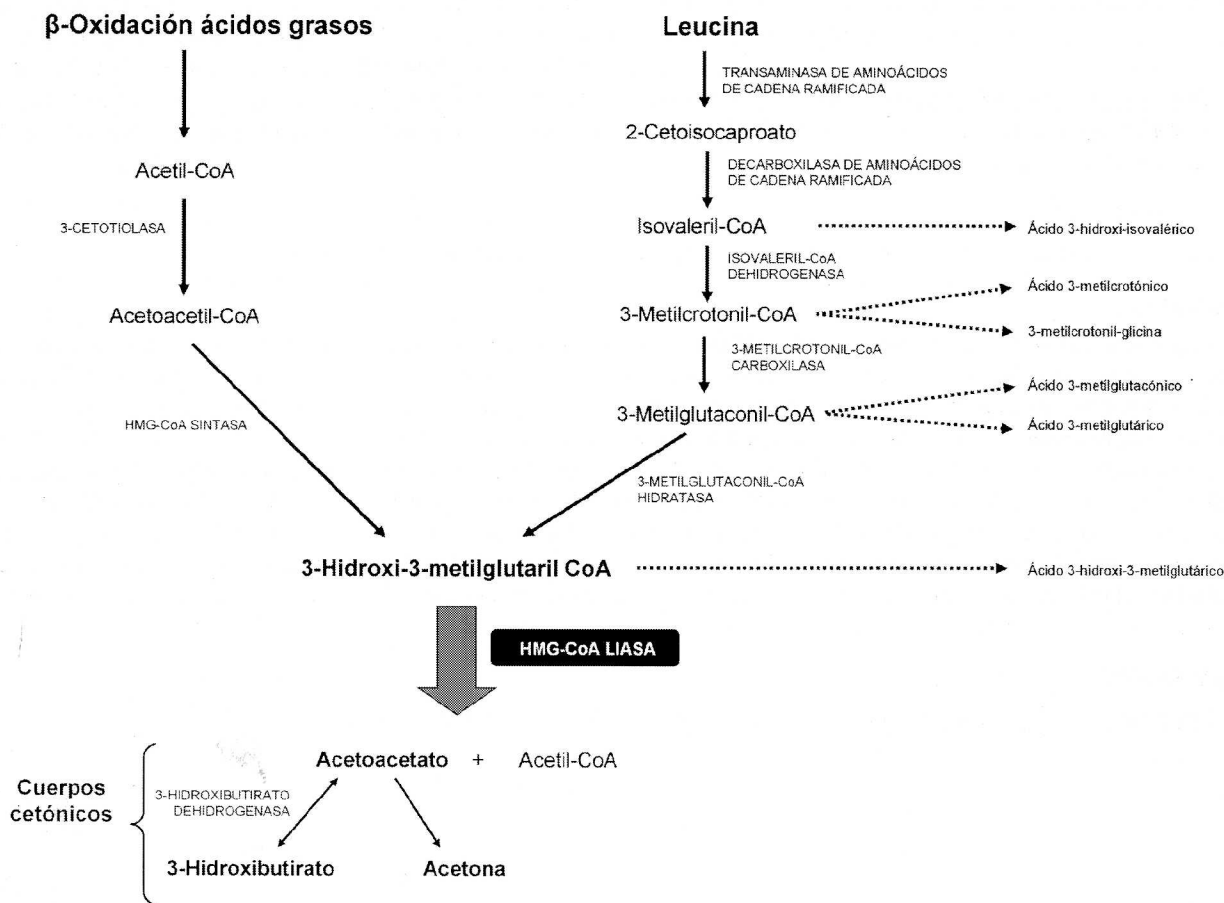 β-Oxidación ácidos grasos
Leucina
TRANSAMINASA DE AMINOÁCIDOS
DE CADENA RAMIFICADA
2-Cetoisocaproato
Acetil-CoA
DECARBOXILASA DE AMINOÁCIDOS
DE CADENA RAMIFICADA
3-CETOTIOLASA
Isovaleril-CoA
Ácido 3-hidroxi-isovalérico
ISOVALERIL-CoA
DEHIDROGENASA
Ácido 3-metilcrotónico
Acetoacetil-CoA
3-Metilcrotonil-CoA
3-metilcrotonil-glicina
3-METILCROTONIL-CoA
CARBOXILASA
Ácido 3-metilglutacónico
HMG-CoA SINTASA
3-Metilglutaconil-CoA
Ácido 3-metilglutárico
3-METILGLUTACONIL-CoA
HIDRATASA
3-Hidroxi-3-metilglutaril CoA
Ácido 3-hidroxi-3-metilglutárico
HMG-CoA LIASA
Acetoacetato + Acetil-CoA
Cuerpos
cetónicos
3-HIDROXIBUTIRATO
DEHIDROGENASA
3-Hidroxibutirato
Acetona